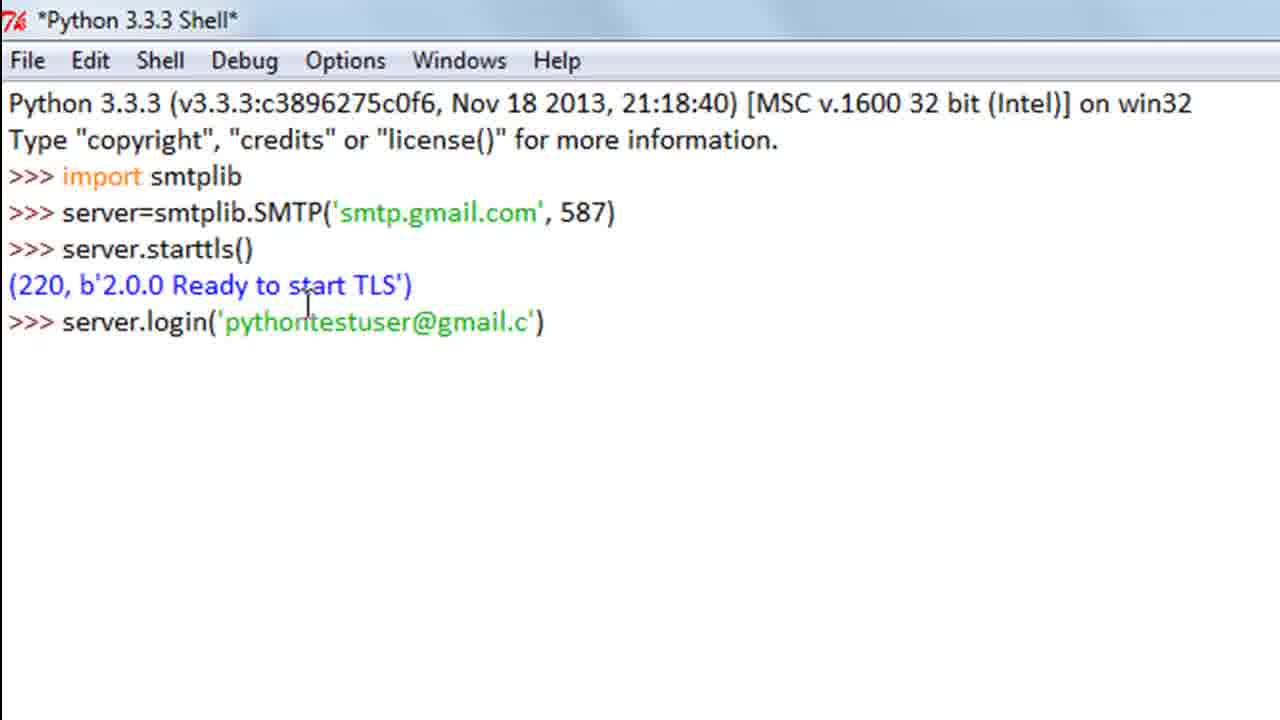 *Python 3.3.3 Shell*
File Edit Shell Debug Options Windows Help
Python 3.3.3 (v3.3.3:c3896275c0f6, Nov 18 2013, 21:18:40) [MSC v.1600 32 bit (Intel)] on win32
Type "copyright", "credits" or "license()" for more information.
>>> import smtplib
>>> server=smtplib.SMTP('smtp.gmail.com', 587)
>>> server.starttls()
(220, b'2.0.0 Ready to start TLS')
>>> server.login('pythontestuser@gmail.c')